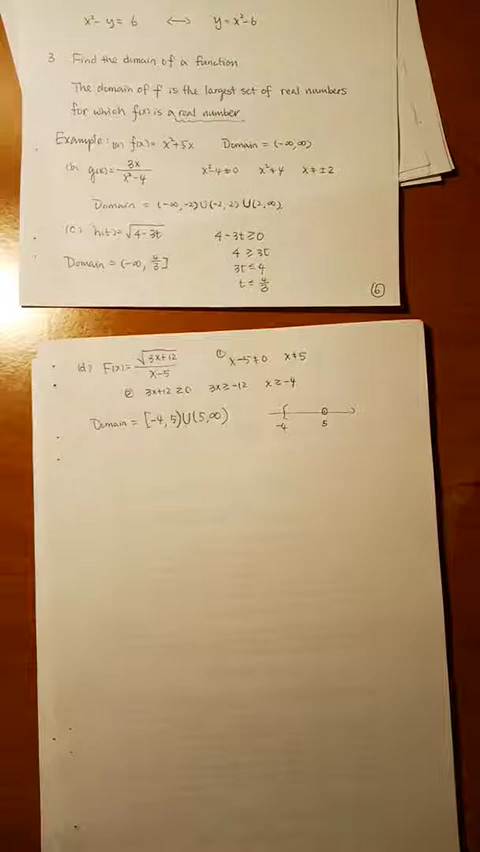 x² - y = 6 ⟷ y = x² - 6
3 Find the domain of a function
The domain of f is the largest set of real numbers
for which f(x) is a real number
Example: (a) f(x) = x² + 5x Domain = (-∞, ∞)
(b) g(x) = 3x / x² - 4 x² - 4 ≠ 0 x² ≠ 4 x ≠ ±2
Domain = (-∞, -2) U (-2, 2) U (2, ∞).
(c) h(t) = √4 - 3t 4 - 3t ≥ 0
4 ≥ 3t
Domain = (-∞, 4/3] 3t ≤ 4
t ≤ 4/3
6
(d) F(x) = √3x + 12 / x - 5 ① x - 5 ≠ 0 x ≠ 5
② 3x + 12 ≥ 0 3x ≥ -12 x ≥ -4
Domain = [-4, 5) U (5, ∞)
-4 5